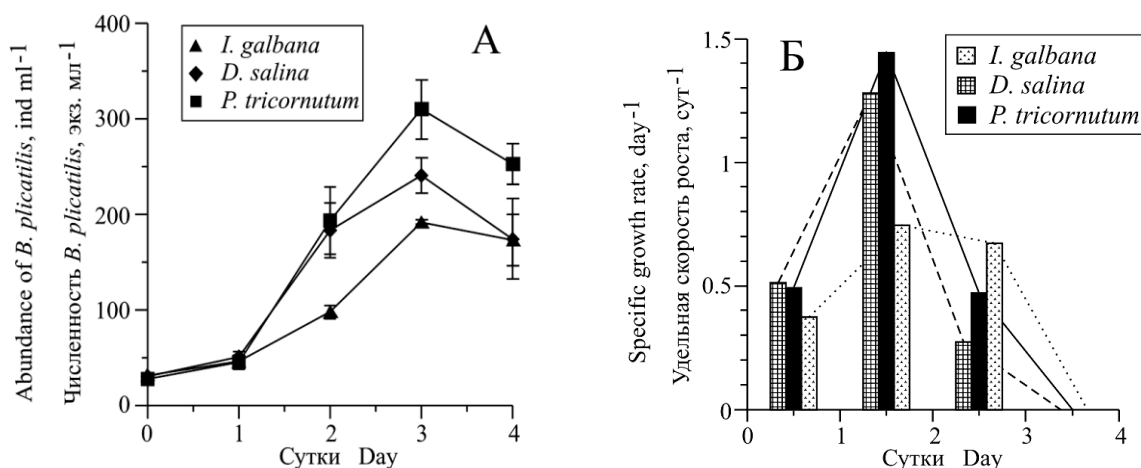 Abundance of B. plicatilis, ind ml-1
Численность B. plicatilis, экз. мл-1
400
300
200
100
0
I. galbana
D. salina
P. tricornutum
А
0 1 2 3 4
Сутки Day
Specific growth rate, day-1
Удельная скорость роста, сут-1
1.5
1
0.5
0
Б
I. galbana
D. salina
P. tricornutum
0 1 2 3 4
Сутки Day